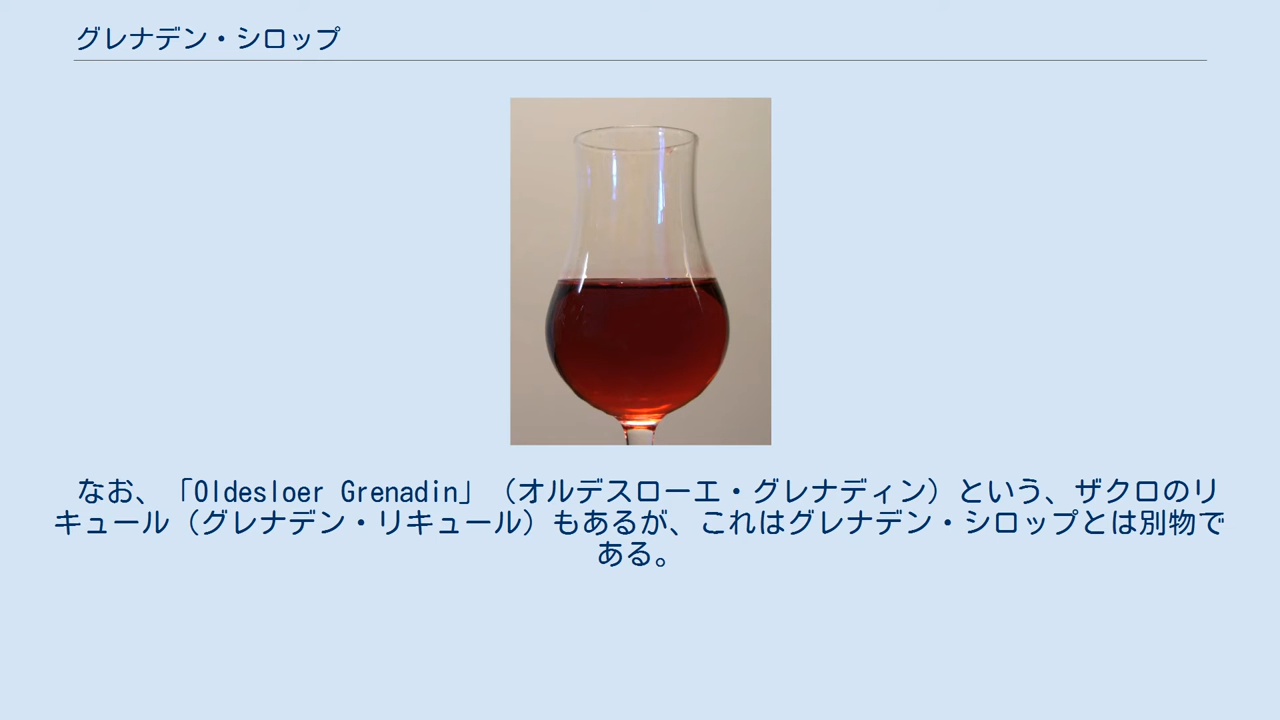 グレナデン・シロップ
なお、「Oldesloer Grenadin」（オルデスローエ・グレナディン）という、ザクロのリ
キュール（グレナデン・リキュール）もあるが、これはグレナデン・シロップとは別物で
ある。